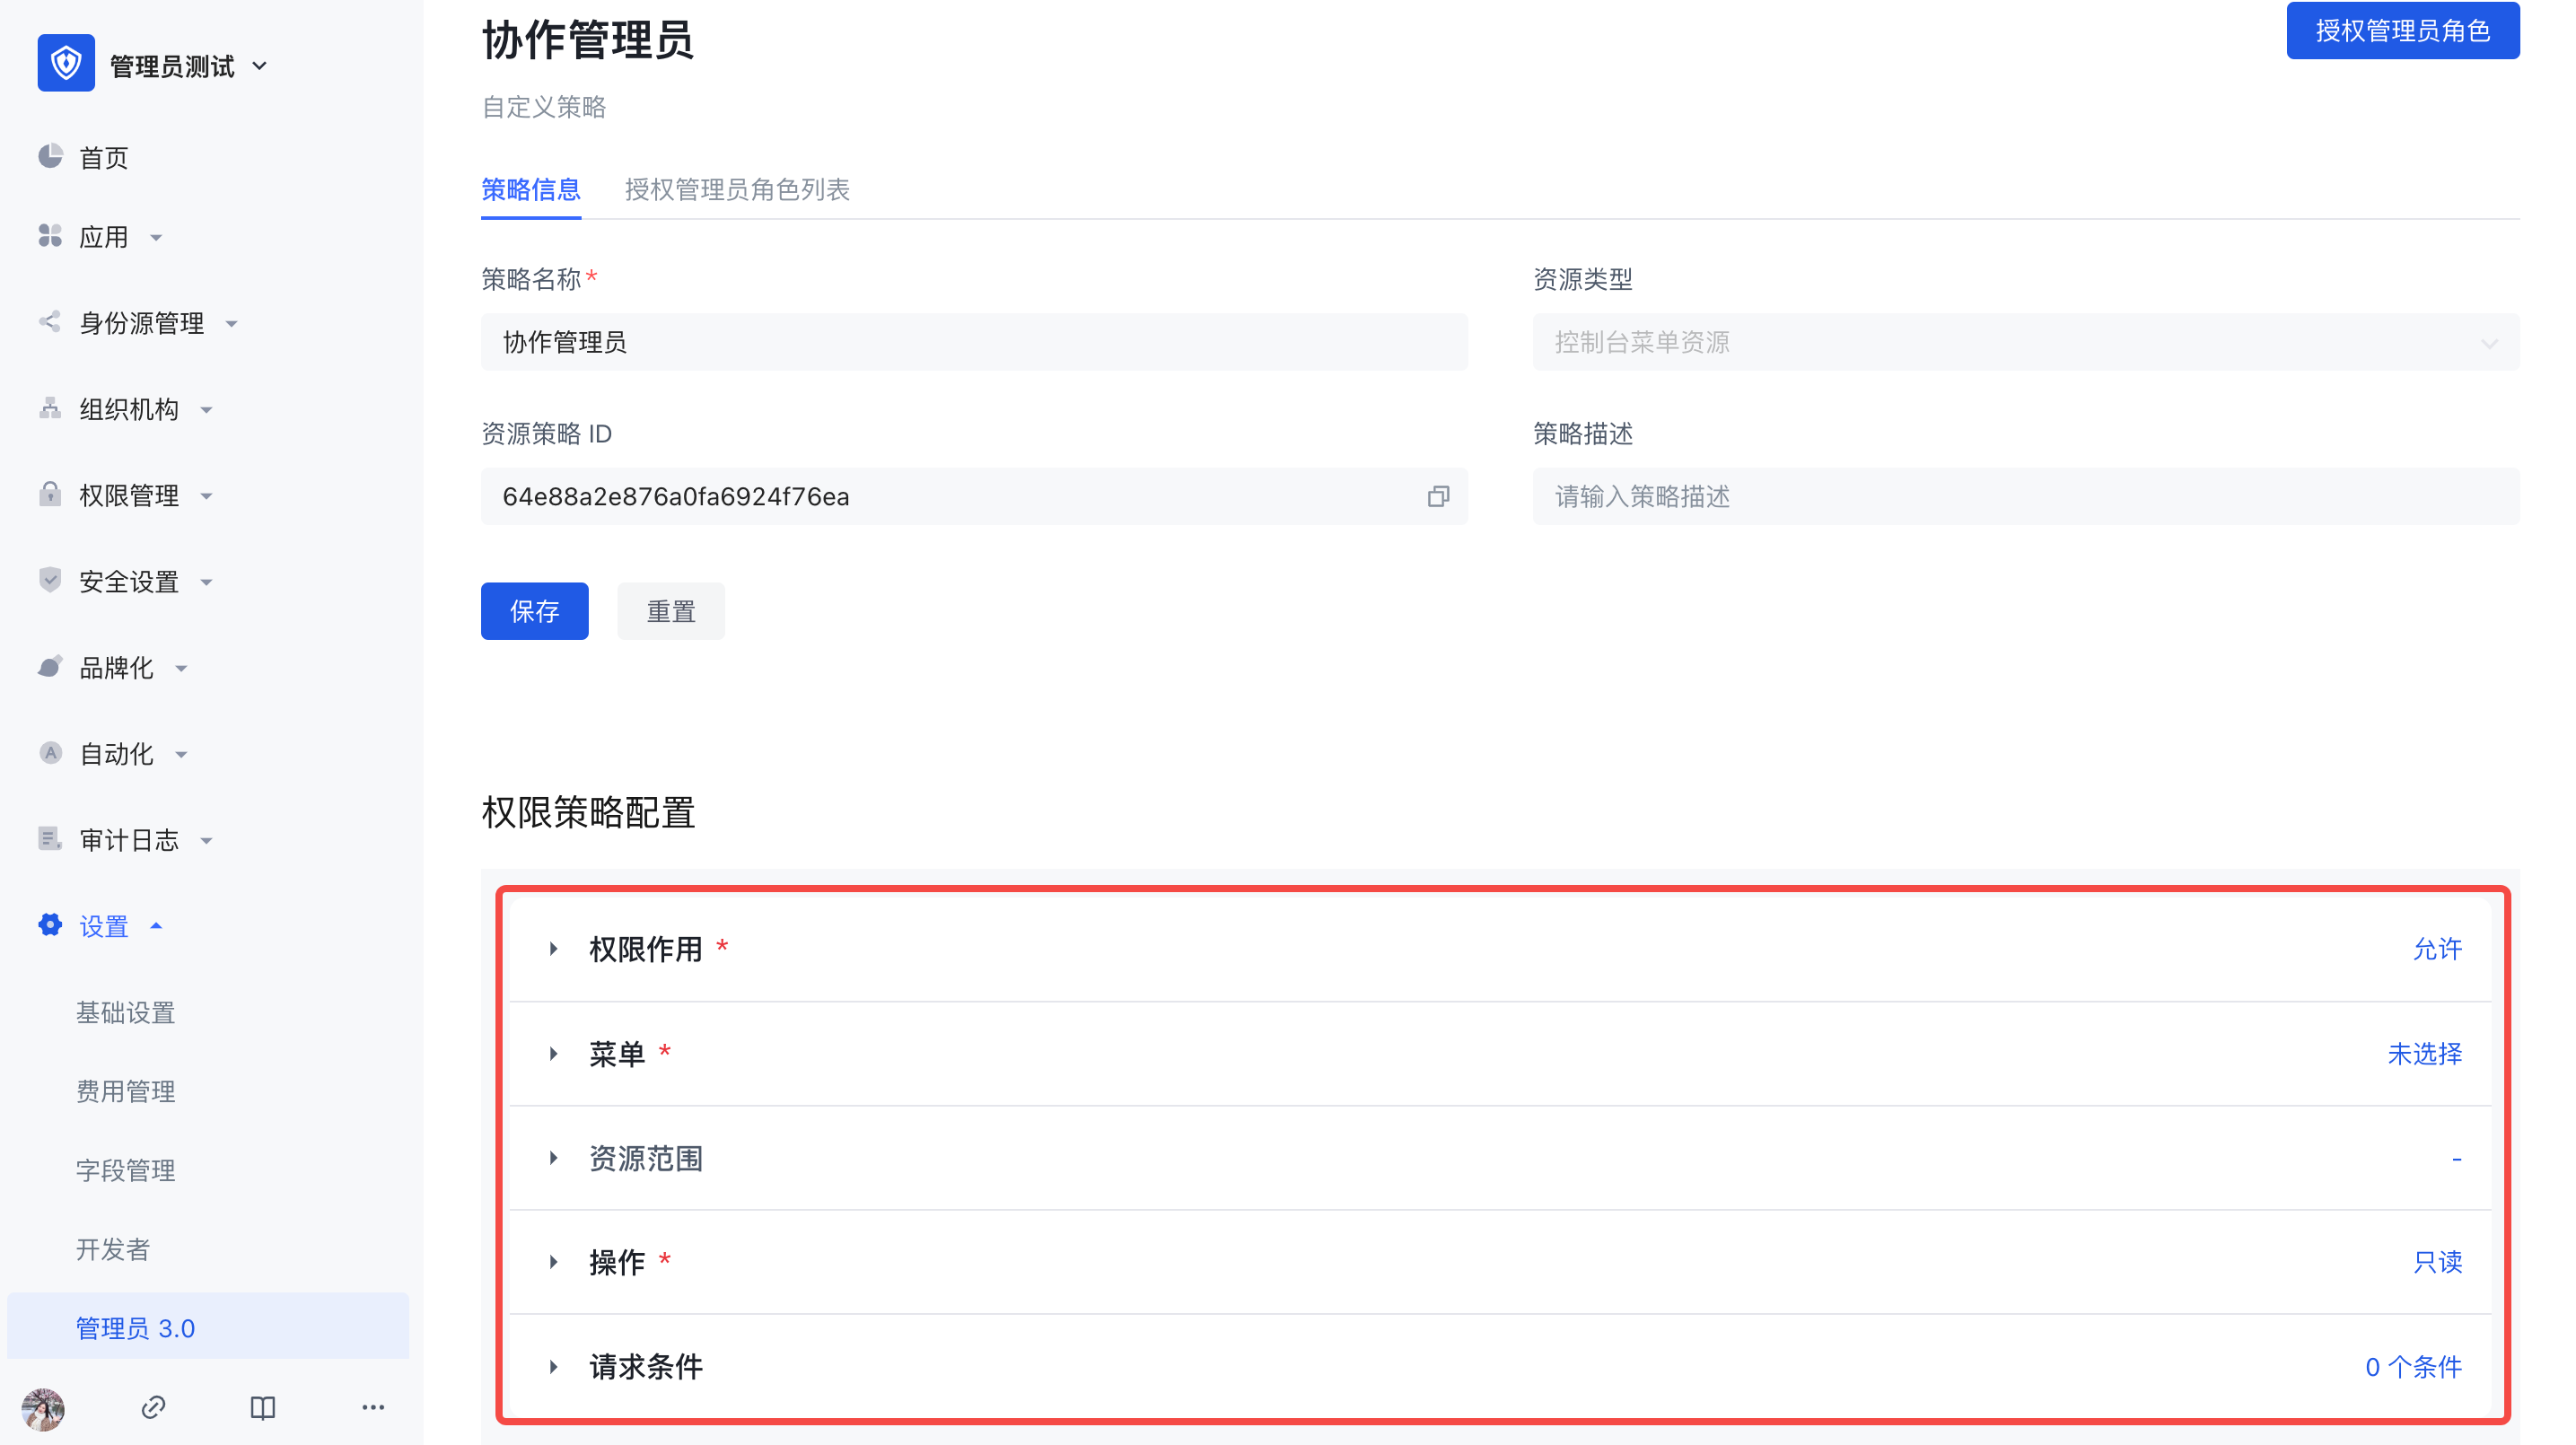 管理员测试
首页
应用
身份源管理
组织机构
权限管理
安全设置
品牌化
自动化
审计日志
设置
基础设置
费用管理
字段管理
开发者
管理员 3.0
协作管理员
授权管理员角色
自定义策略
策略信息 授权管理员角色列表
策略名称*
协作管理员
资源类型
控制台菜单资源
资源策略 ID
64e88a2e876a0fa6924f76ea
策略描述
请输入策略描述
保存 重置
权限策略配置
权限作用 * 允许
菜单 * 未选择
资源范围 -
操作 * 只读
请求条件 0 个条件